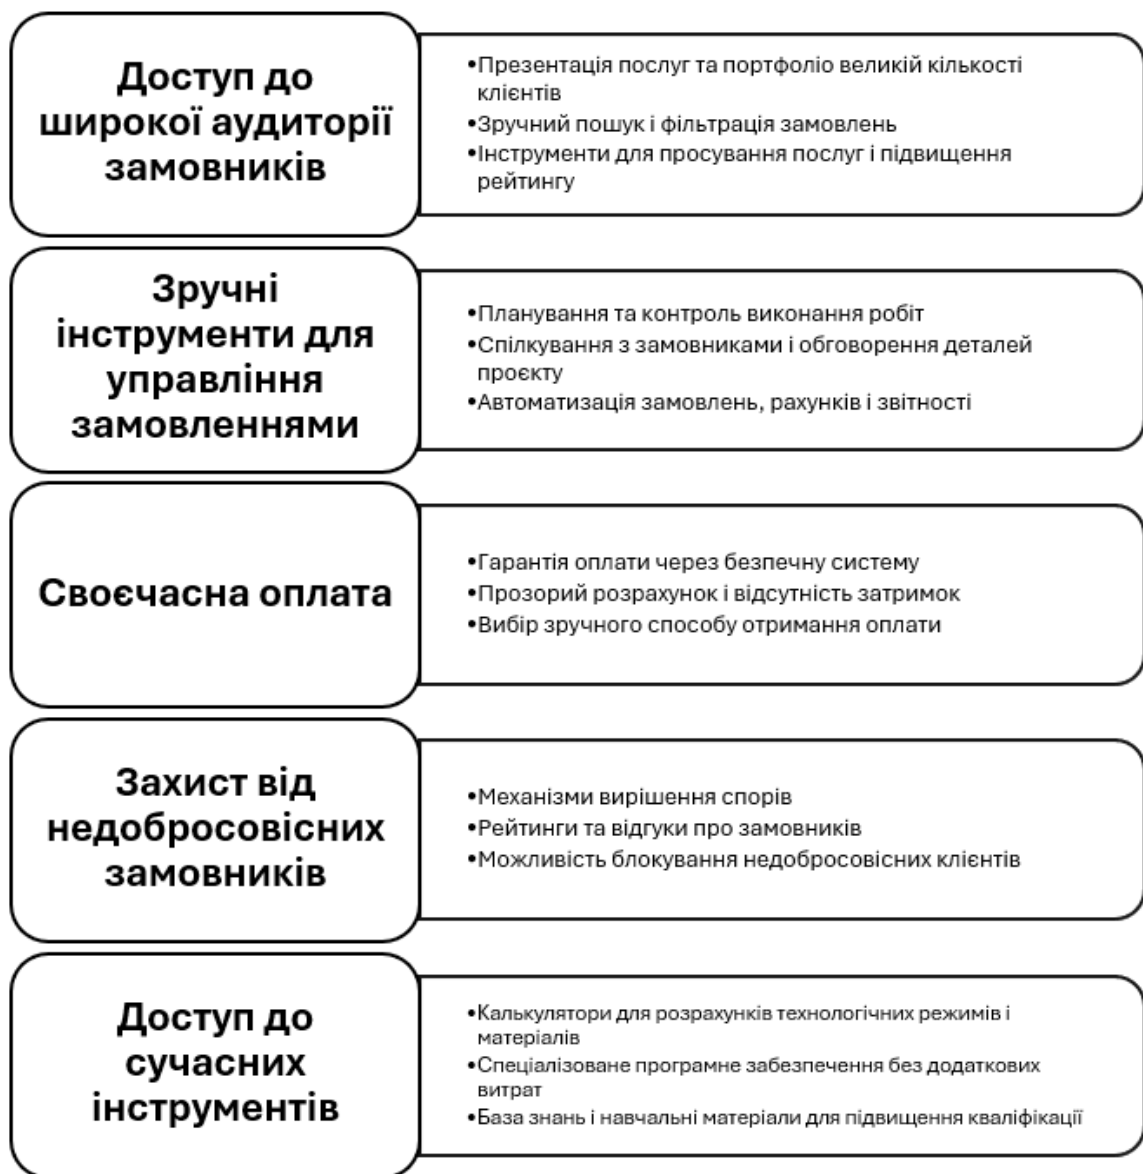 Доступ до
широкої аудиторії
замовників
•Презентація послуг та портфоліо великій кількості
клієнтів
•Зручний пошук і фільтрація замовлень
•Інструменти для просування послуг і підвищення
рейтингу
Зручні
інструменти для
управління
замовленнями
•Планування та контроль виконання робіт
•Спілкування з замовниками і обговорення деталей
проєкту
•Автоматизація замовлень, рахунків і звітності
Своєчасна оплата
•Гарантія оплати через безпечну систему
•Прозорий розрахунок і відсутність затримок
•Вибір зручного способу отримання оплати
Захист від
недобросовісних
замовників
•Механізми вирішення спорів
•Рейтинги та відгуки про замовників
•Можливість блокування недобросовісних клієнтів
Доступ до
сучасних
інструментів
•Калькулятори для розрахунків технологічних режимів і
матеріалів
•Спеціалізоване програмне забезпечення без додаткових
витрат
•База знань і навчальні матеріали для підвищення кваліфікації